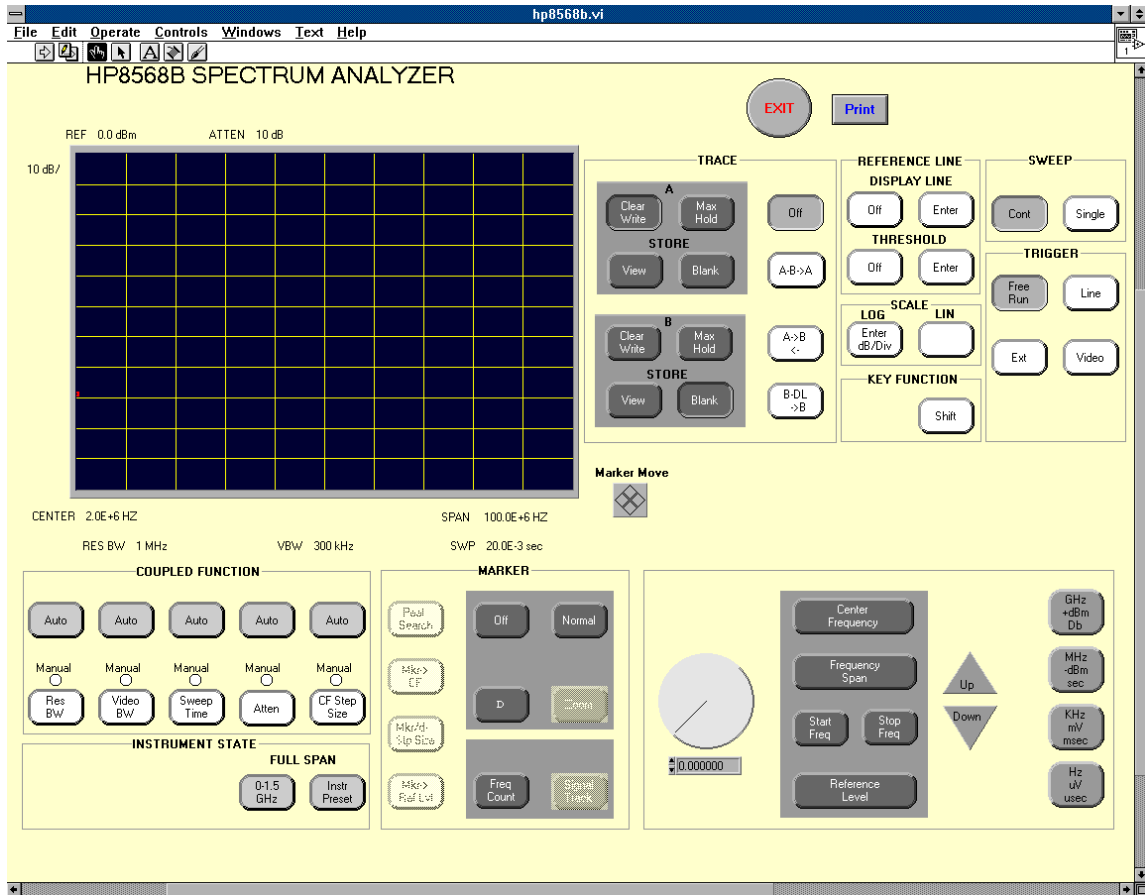 hp8568b.vi
File Edit Operate Controls Windows Text Help
A
1
HP8568B SPECTRUM ANALYZER
EXIT
Print
REF 0.0 dBm ATTEN 10 dB
10 dB/
CENTER 2.0E+6 HZ SPAN 100.0E+6 HZ
RES BW 1 MHz VBW 300 kHz SWP 20.0E-3 sec
TRACE
A
Clear Write
Max Hold
STORE
View
Blank
B
Clear Write
Max Hold
STORE
View
Blank
Off
A-B->A
A->B <-
B-DL ->B
REFERENCE LINE
DISPLAY LINE
Off
Enter
THRESHOLD
Off
Enter
SCALE
LOG LIN
Enter dB/Div
KEY FUNCTION
Shift
SWEEP
Cont
Single
TRIGGER
Free Run
Line
Ext
Video
Marker Move
COUPLED FUNCTION
Auto Auto Auto Auto Auto
Manual Manual Manual Manual Manual
Res BW
Video BW
Sweep Time
Atten
CF Step Size
INSTRUMENT STATE
FULL SPAN
0-1.5 GHz
Instr Preset
MARKER
Search
Mkr-> CF
Mkr/d- Stp Size
Mkr-> Ref Lvl
Off
Normal
D
Zoom
Freq Count
Signal Track
0.000000
Center Frequency
Frequency Span
Start Freq
Stop Freq
Reference Level
Up
Down
GHz +dBm Db
MHz -dBm sec
KHz mV msec
Hz uV usec